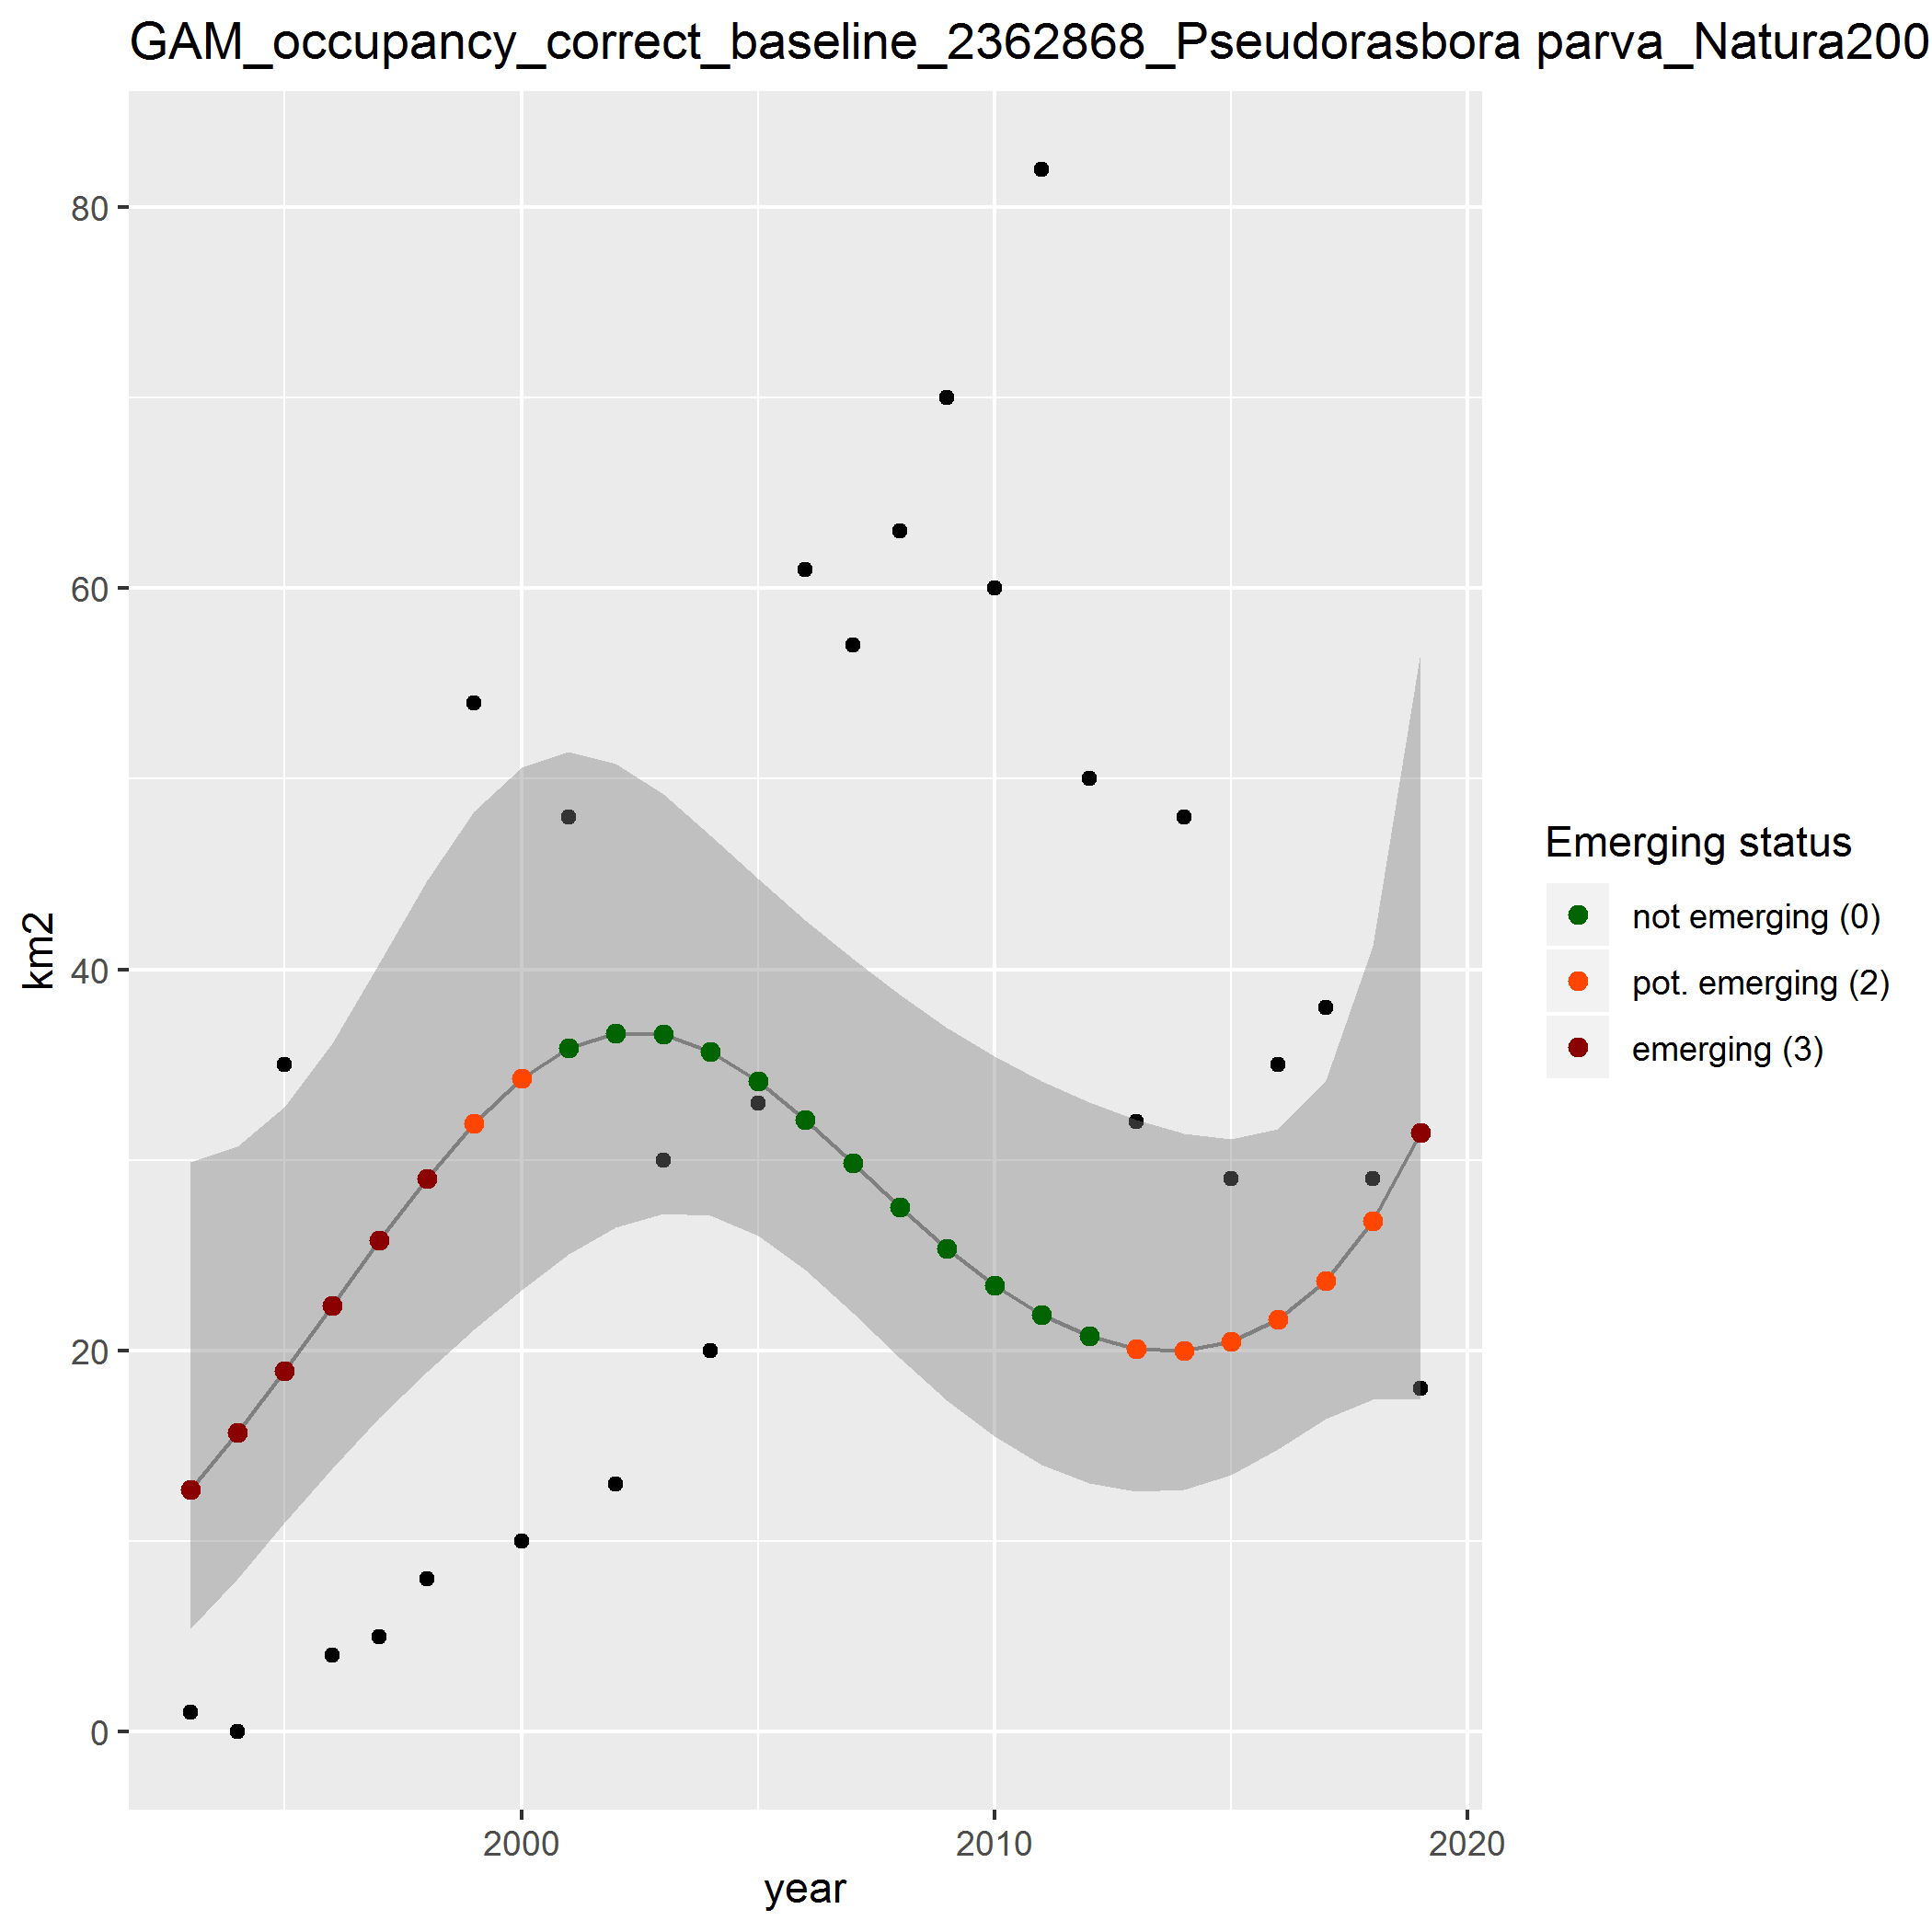 GAM_occupancy_correct_baseline_2362868_Pseudorasbora parva_Natura200
80
60
40
20
0
km2
2000 2010 2020
year
Emerging status
not emerging (0)
pot. emerging (2)
emerging (3)